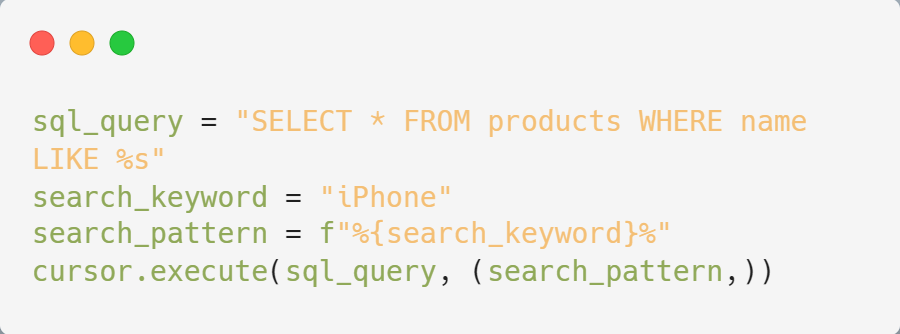 sql_query = "SELECT * FROM products WHERE name
LIKE %s"
search_keyword = "iPhone"
search_pattern = f"%{search_keyword}%"
cursor.execute(sql_query, (search_pattern,))